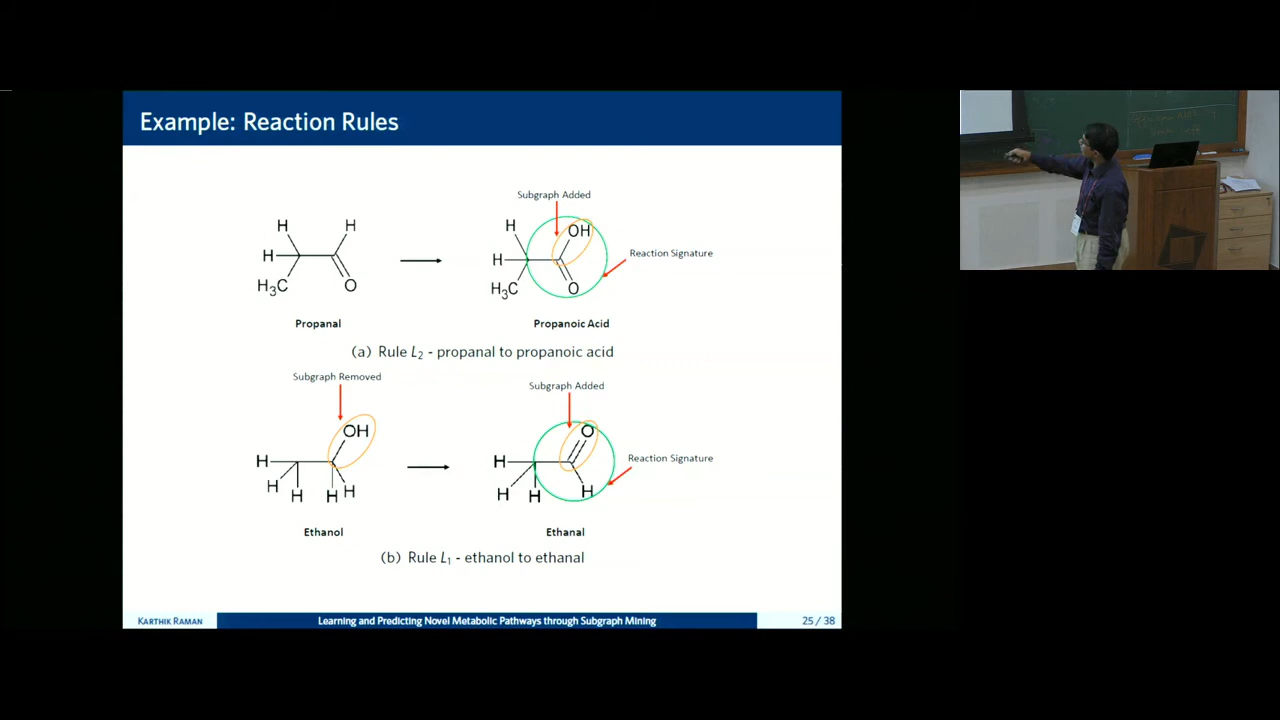 Example: Reaction Rules
Subgraph Added
H
H
H
OH
H
H
Reaction Signature
H₃C
O
H₃C
O
Propanal
Propanoic Acid
(a) Rule L₂ - propanal to propanoic acid
Subgraph Removed
Subgraph Added
OH
O
H
H
Reaction Signature
H
H
H
H
H
H
H
Ethanol
Ethanal
(b) Rule L₁ - ethanol to ethanal
KARTHIK RAMAN
Learning and Predicting Novel Metabolic Pathways through Subgraph Mining
25 / 38